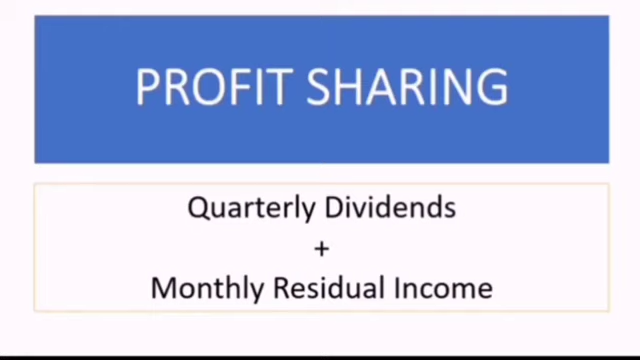 PROFIT SHARING
Quarterly Dividends
+
Monthly Residual Income